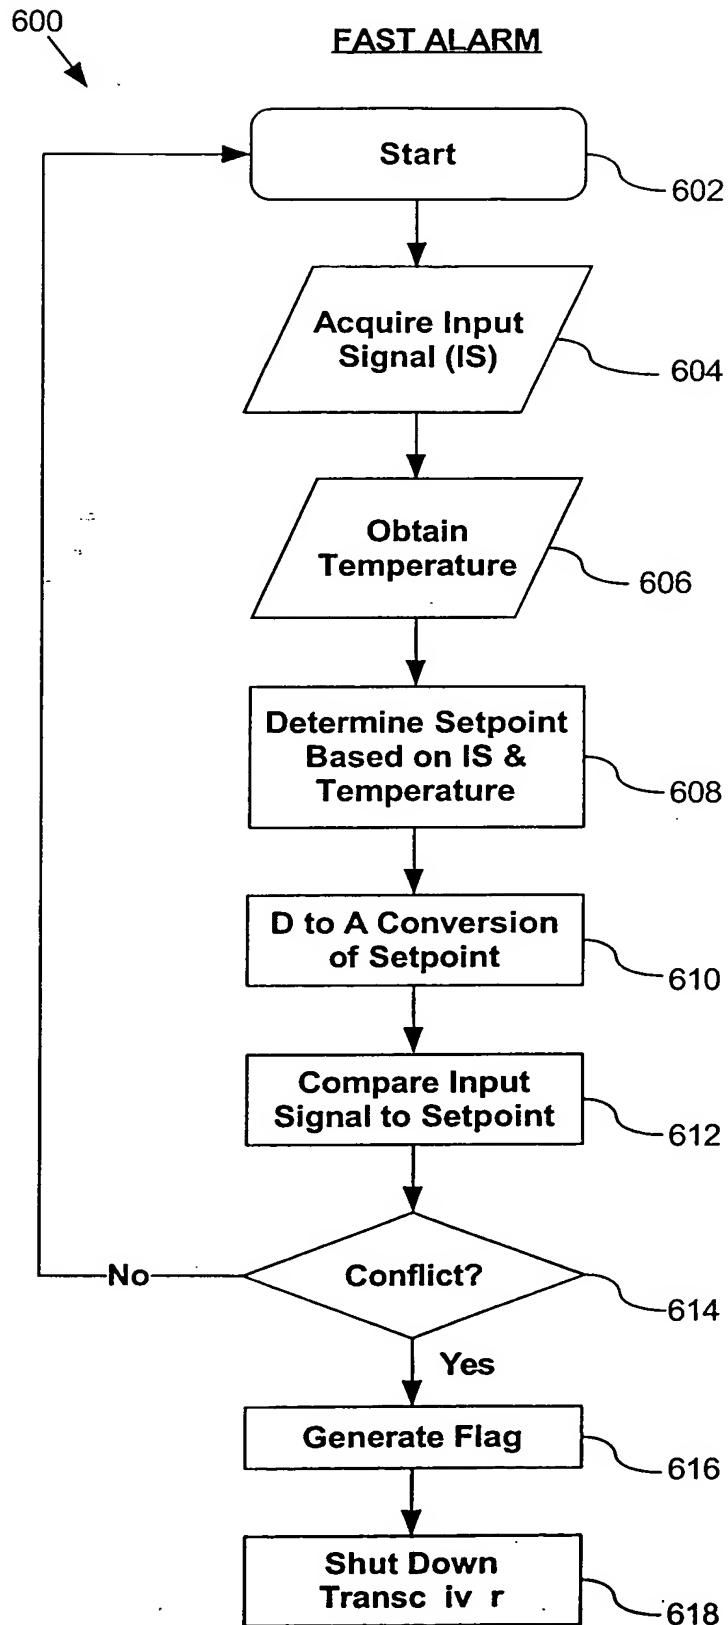 600
FAST ALARM
Start
602
Acquire Input
Signal (IS)
604
Obtain
Temperature
606
Determine Setpoint
Based on IS &
Temperature
608
D to A Conversion
of Setpoint
610
Compare Input
Signal to Setpoint
612
Conflict?
No
614
Yes
Generate Flag
616
Shut Down
Transc iv r
618